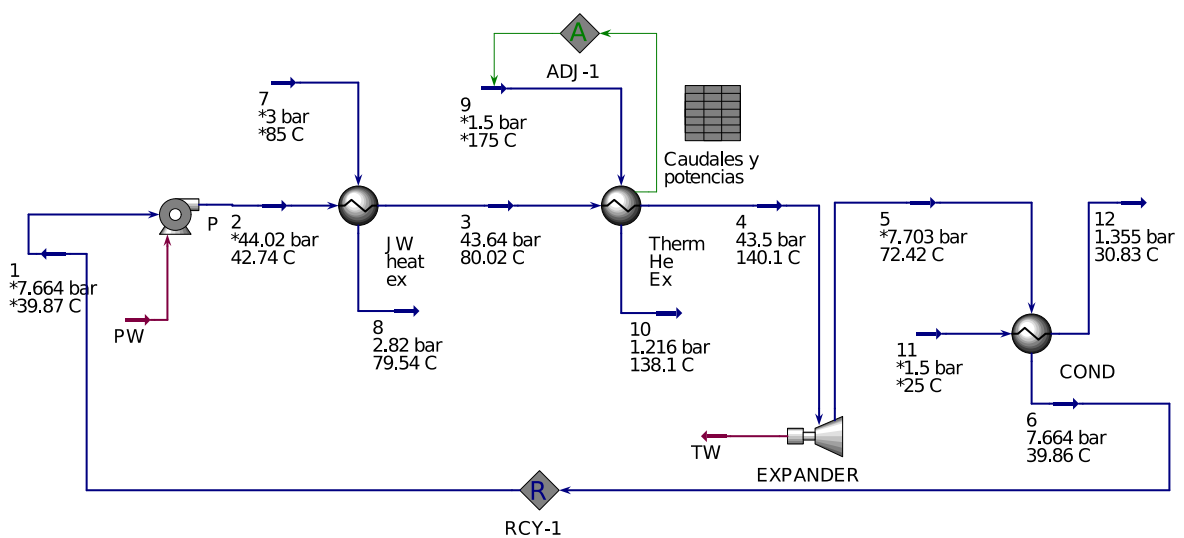 A
ADJ-1
7
*3 bar
*85 C
9
*1.5 bar
*175 C
Caudales y
potencias
P
2
*44.02 bar
42.74 C
3
43.64 bar
80.02 C
4
43.5 bar
140.1 C
5
*7.703 bar
72.42 C
12
1.355 bar
30.83 C
JW
heat
ex
Therm
He
Ex
1
*7.664 bar
*39.87 C
PW
8
2.82 bar
79.54 C
10
1.216 bar
138.1 C
11
*1.5 bar
*25 C
COND
6
7.664 bar
39.86 C
TW
EXPANDER
R
RCY-1